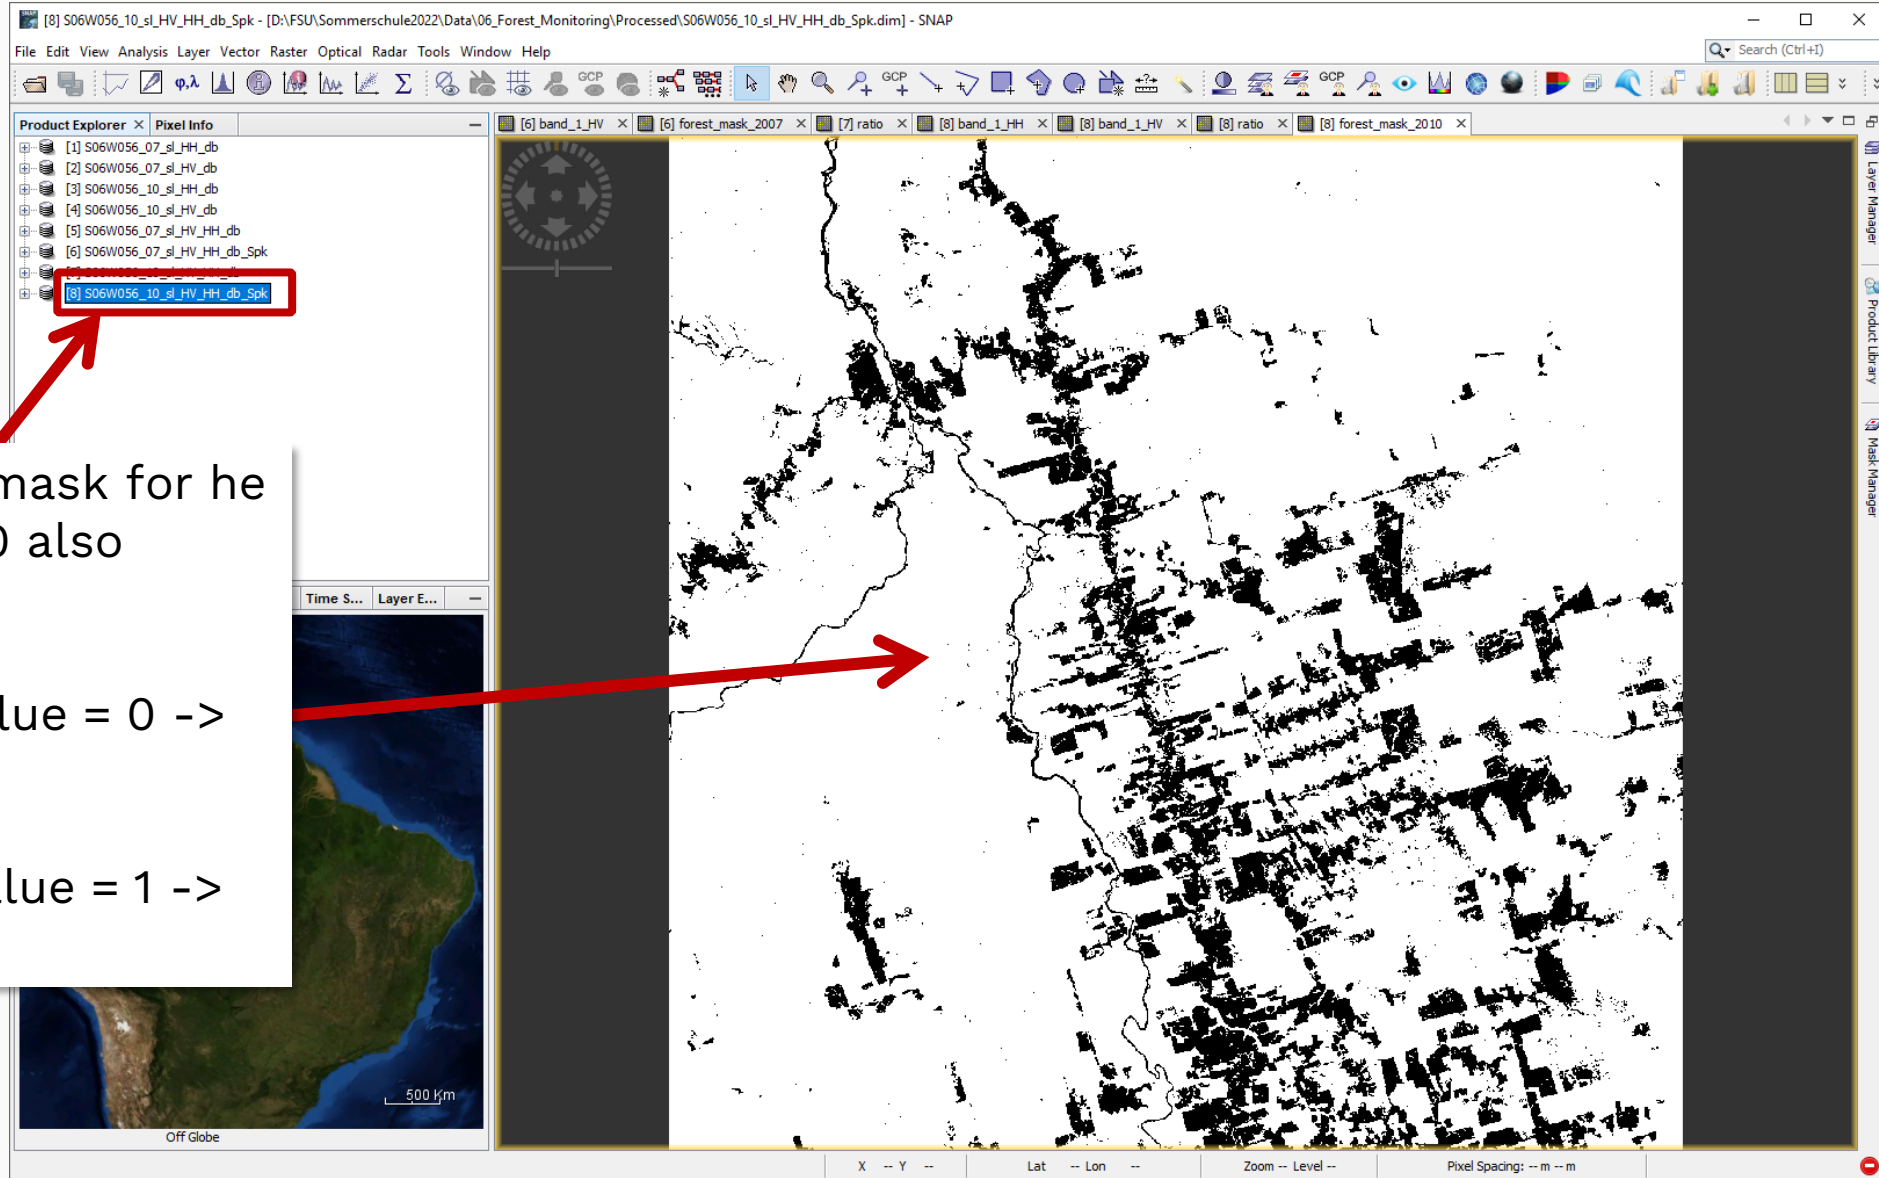 [8] S06W056_10_sl_HV_HH_db_Spk - [D:\FSU\Sommerschule2022\Data\06_Forest_Monitoring\Processed\S06W056_10_sl_HV_HH_db_Spk.dim] - SNAP
File Edit View Analysis Layer Vector Raster Optical Radar Tools Window Help
Search (Ctrl+I)
φ,λ GCP GCP GCP
Product Explorer Pixel Info
[6] band_1_HV [6] forest_mask_2007 [7] ratio [8] band_1_HH [8] band_1_HV [8] ratio [8] forest_mask_2010
[1] S06W056_07_sl_HH_db
[2] S06W056_07_sl_HV_db
[3] S06W056_10_sl_HH_db
[4] S06W056_10_sl_HV_db
[5] S06W056_07_sl_HV_HH_db
[6] S06W056_07_sl_HV_HH_db_Spk
[8] S06W056_10_sl_HV_HH_db_Spk
Layer Manager
Product Library
Mask Manager
mask for he
also
lue = 0 ->
lue = 1 ->
Time S... Layer E...
500 Km
Off Globe
X -- Y -- Lat -- Lon -- Zoom -- Level -- Pixel Spacing: -- m -- m